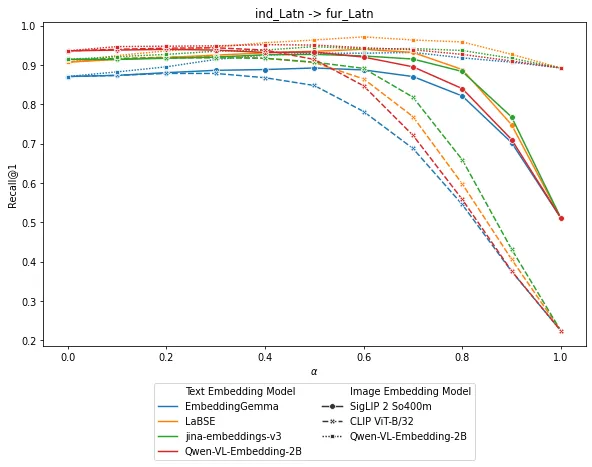 ind_Latn -> fur_Latn
1.0
0.9
0.8
0.7
0.6
0.5
0.4
0.3
0.2
Recall@1
0.0 0.2 0.4 0.6 0.8 1.0
α
Text Embedding Model Image Embedding Model
EmbeddingGemma SigLIP 2 So400m
LaBSE CLIP ViT-B/32
jina-embeddings-v3 Qwen-VL-Embedding-2B
Qwen-VL-Embedding-2B